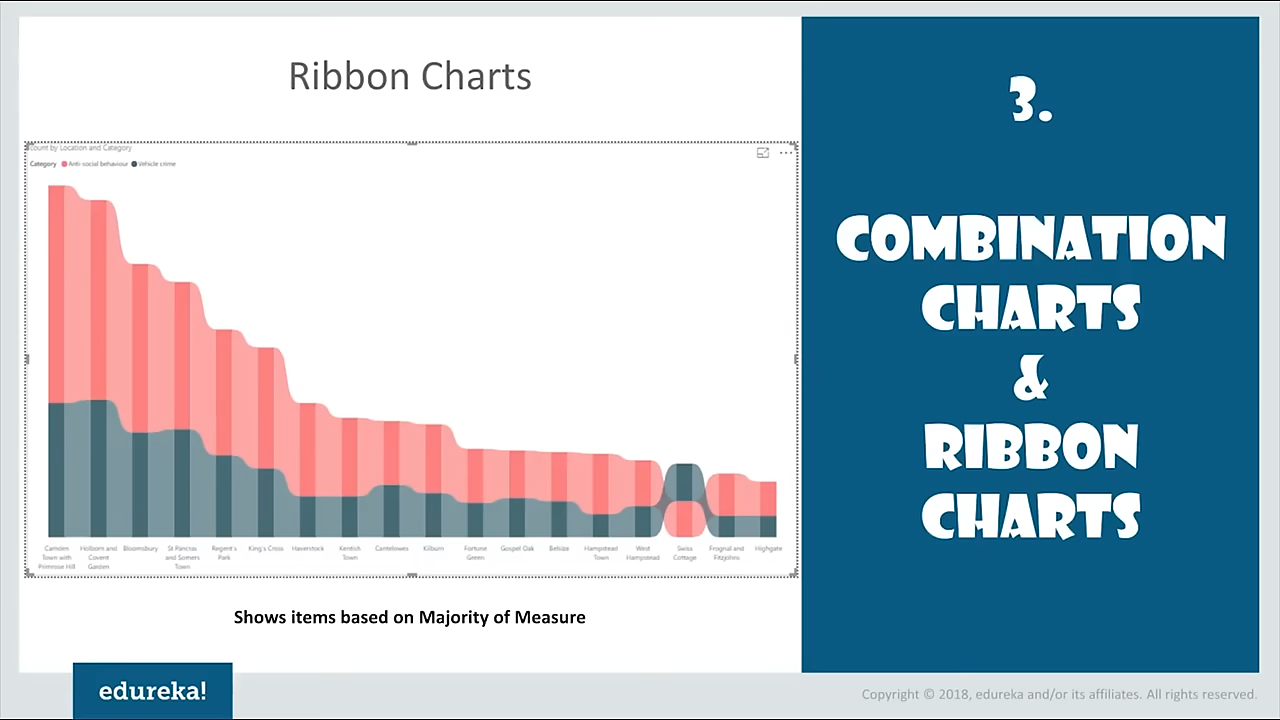 Ribbon Charts
3.
COMBINATION
CHARTS
&
RIBBON
CHARTS
count by Location and Category
Category Anti-social behaviour Vehicle crime
Camden Town with Primrose Hill
Holborn and Covent Garden
Bloomsbury
St Pancras and Somers Town
Regent's Park
King's Cross
Haverstock
Kentish Town
Cantelowes
Kilburn
Fortune Green
Gospel Oak
Belsize
Hampstead Town
West Hampstead
Swiss Cottage
Frognal and Fitzjohns
Highgate
Shows items based on Majority of Measure
edureka!
Copyright © 2018, edureka and/or its affiliates. All rights reserved.